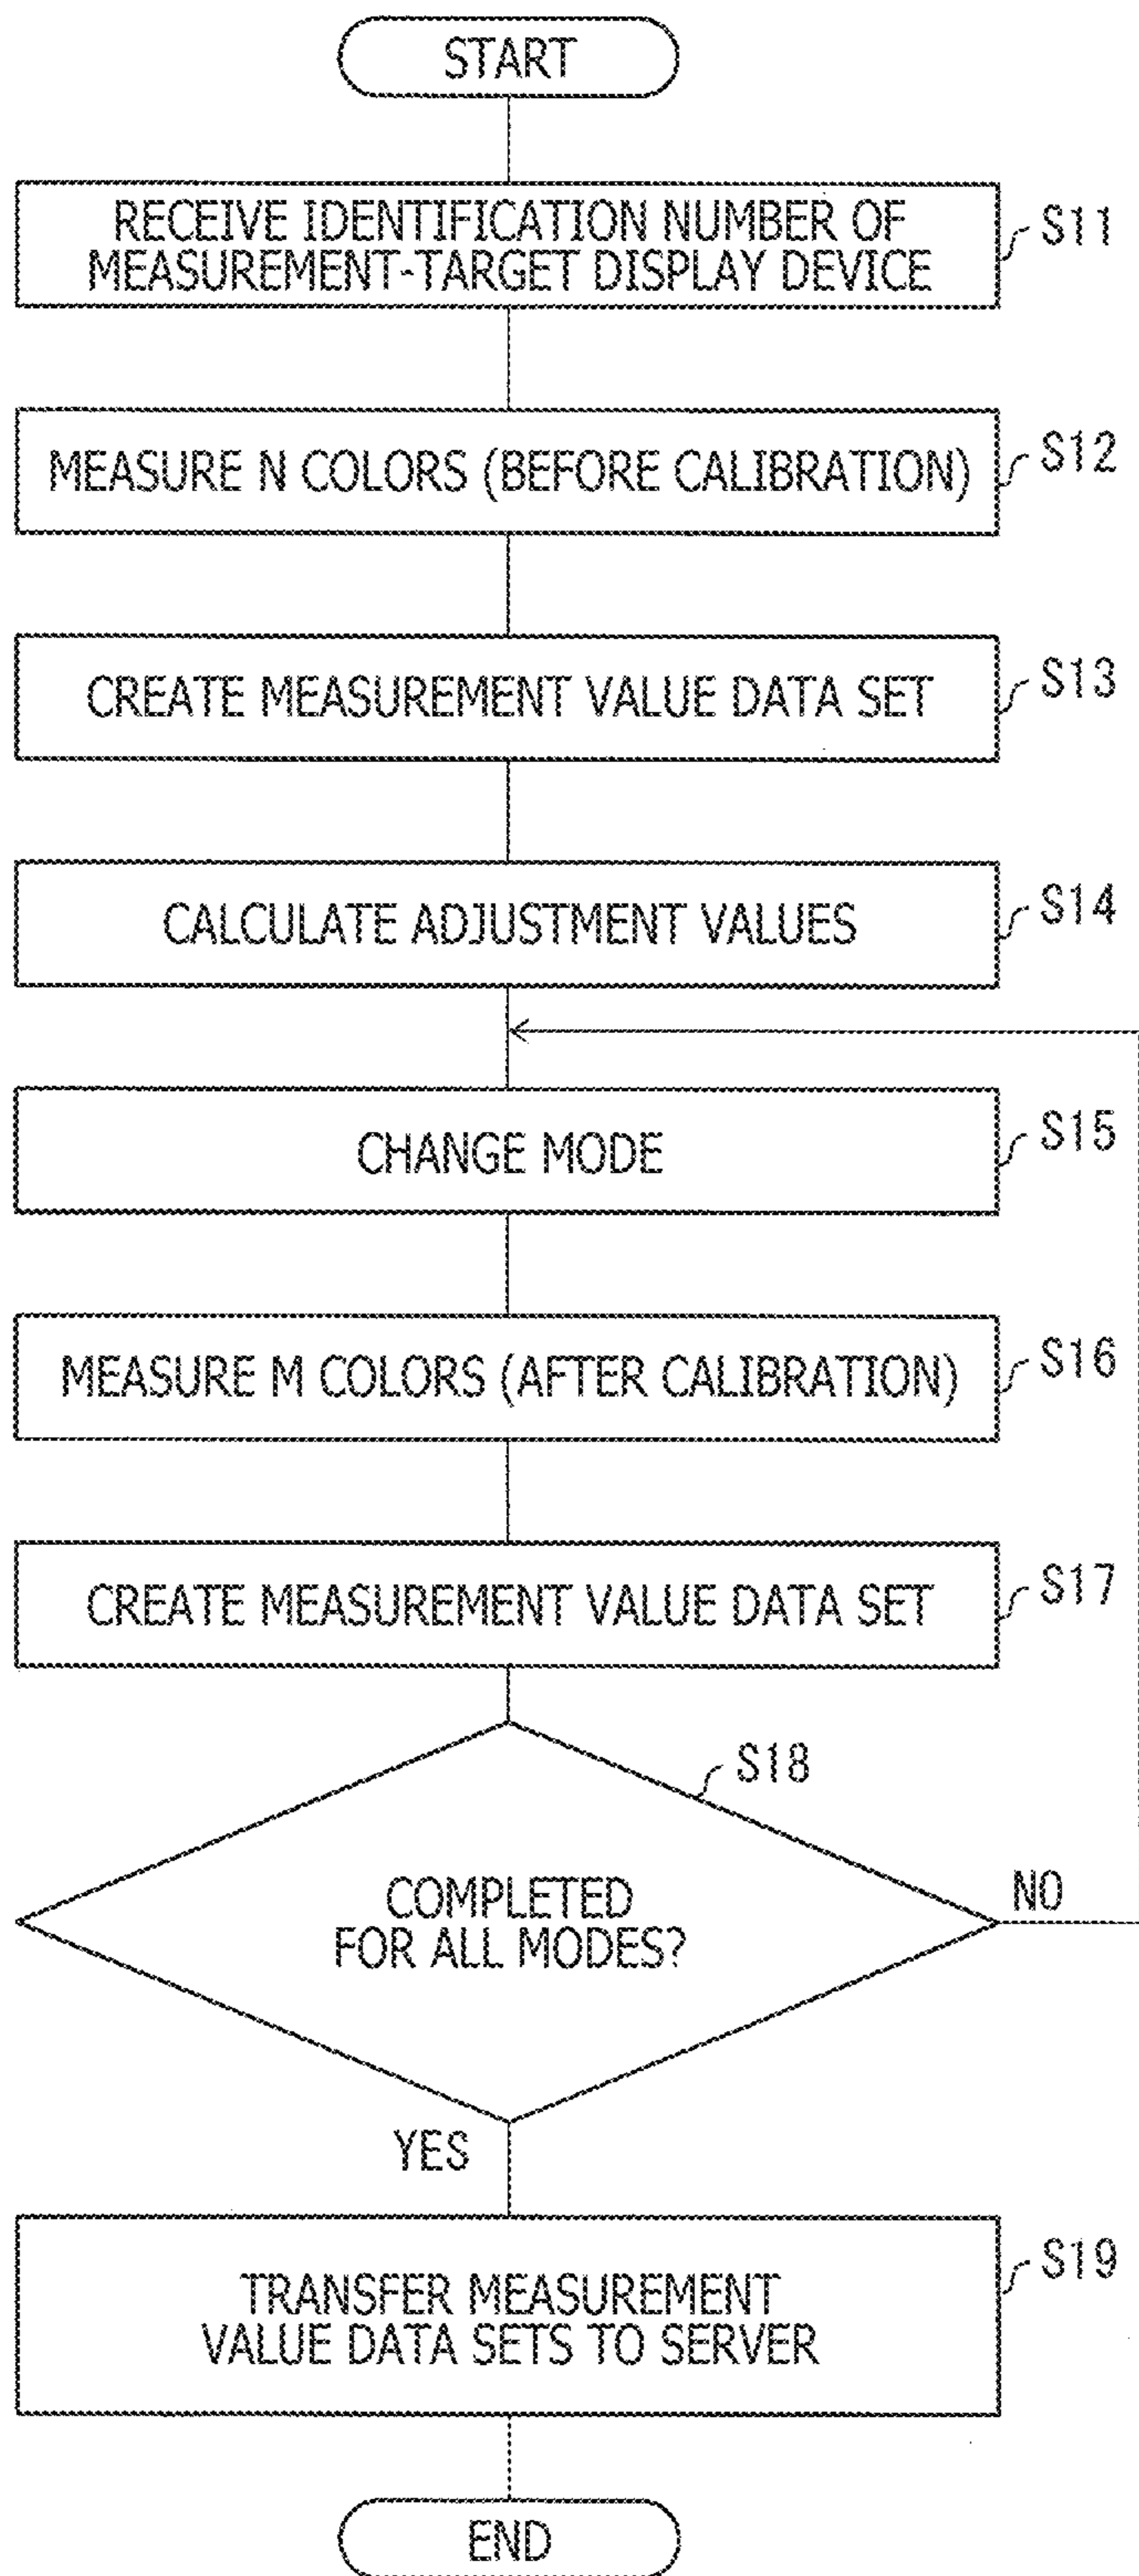 START
RECEIVE IDENTIFICATION NUMBER OF
MEASUREMENT-TARGET DISPLAY DEVICE
S11
MEASURE N COLORS (BEFORE CALIBRATION)
S12
CREATE MEASUREMENT VALUE DATA SET
S13
CALCULATE ADJUSTMENT VALUES
S14
CHANGE MODE
S15
MEASURE M COLORS (AFTER CALIBRATION)
S16
CREATE MEASUREMENT VALUE DATA SET
S17
S18
COMPLETED
FOR ALL MODES?
NO
YES
TRANSFER MEASUREMENT
VALUE DATA SETS TO SERVER
S19
END